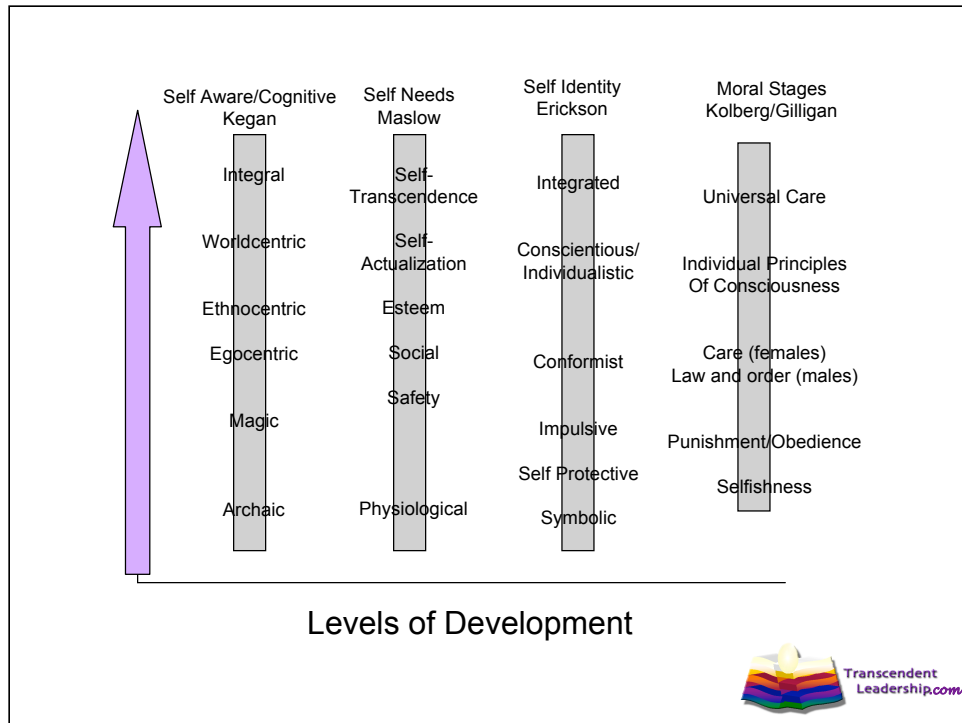 Self Aware/Cognitive
Kegan
Integral
Worldcentric
Ethnocentric
Egocentric
Magic
Archaic
Self Needs
Maslow
Self-
Transcendence
Self-
Actualization
Esteem
Social
Safety
Physiological
Self Identity
Erickson
Integrated
Conscientious/
Individualistic
Conformist
Impulsive
Self Protective
Symbolic
Moral Stages
Kolberg/Gilligan
Universal Care
Individual Principles
Of Consciousness
Care (females)
Law and order (males)
Punishment/Obedience
Selfishness
Levels of Development
Transcendent
Leadership.com